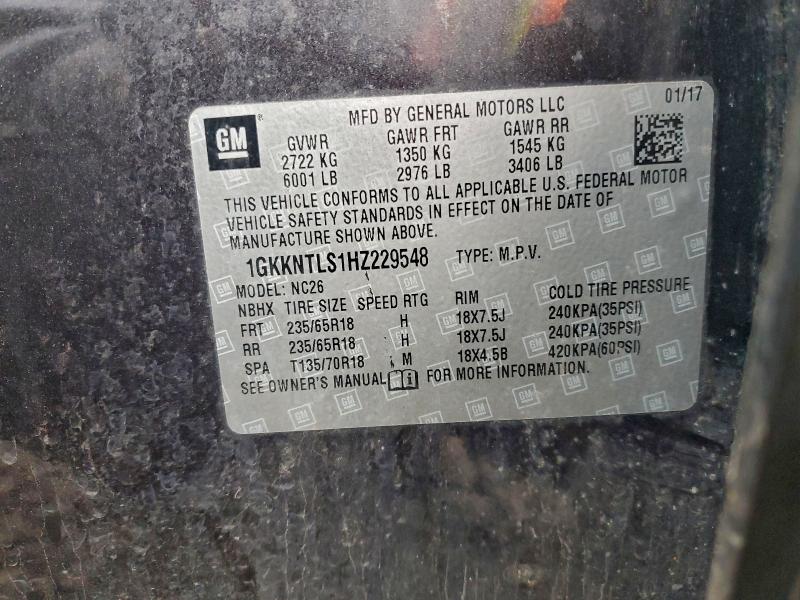 MFD BY GENERAL MOTORS LLC 01/17
GM®
GVWR GAWR FRT GAWR RR
2722 KG 1350 KG 1545 KG
6001 LB 2976 LB 3406 LB
THIS VEHICLE CONFORMS TO ALL APPLICABLE U.S. FEDERAL MOTOR
VEHICLE SAFETY STANDARDS IN EFFECT ON THE DATE OF
MANUFACTURE SHOWN ABOVE.
1GKKNTLS1HZ229548 TYPE: M.P.V.
MODEL: NC26
NBHX TIRE SIZE SPEED RTG RIM COLD TIRE PRESSURE
FRT 235/65R18 H 18X7.5J 240KPA(35PSI)
RR 235/65R18 H 18X7.5J 240KPA(35PSI)
SPA T135/70R18 M 18X4.5B 420KPA(60PSI)
SEE OWNER'S MANUAL FOR MORE INFORMATION.